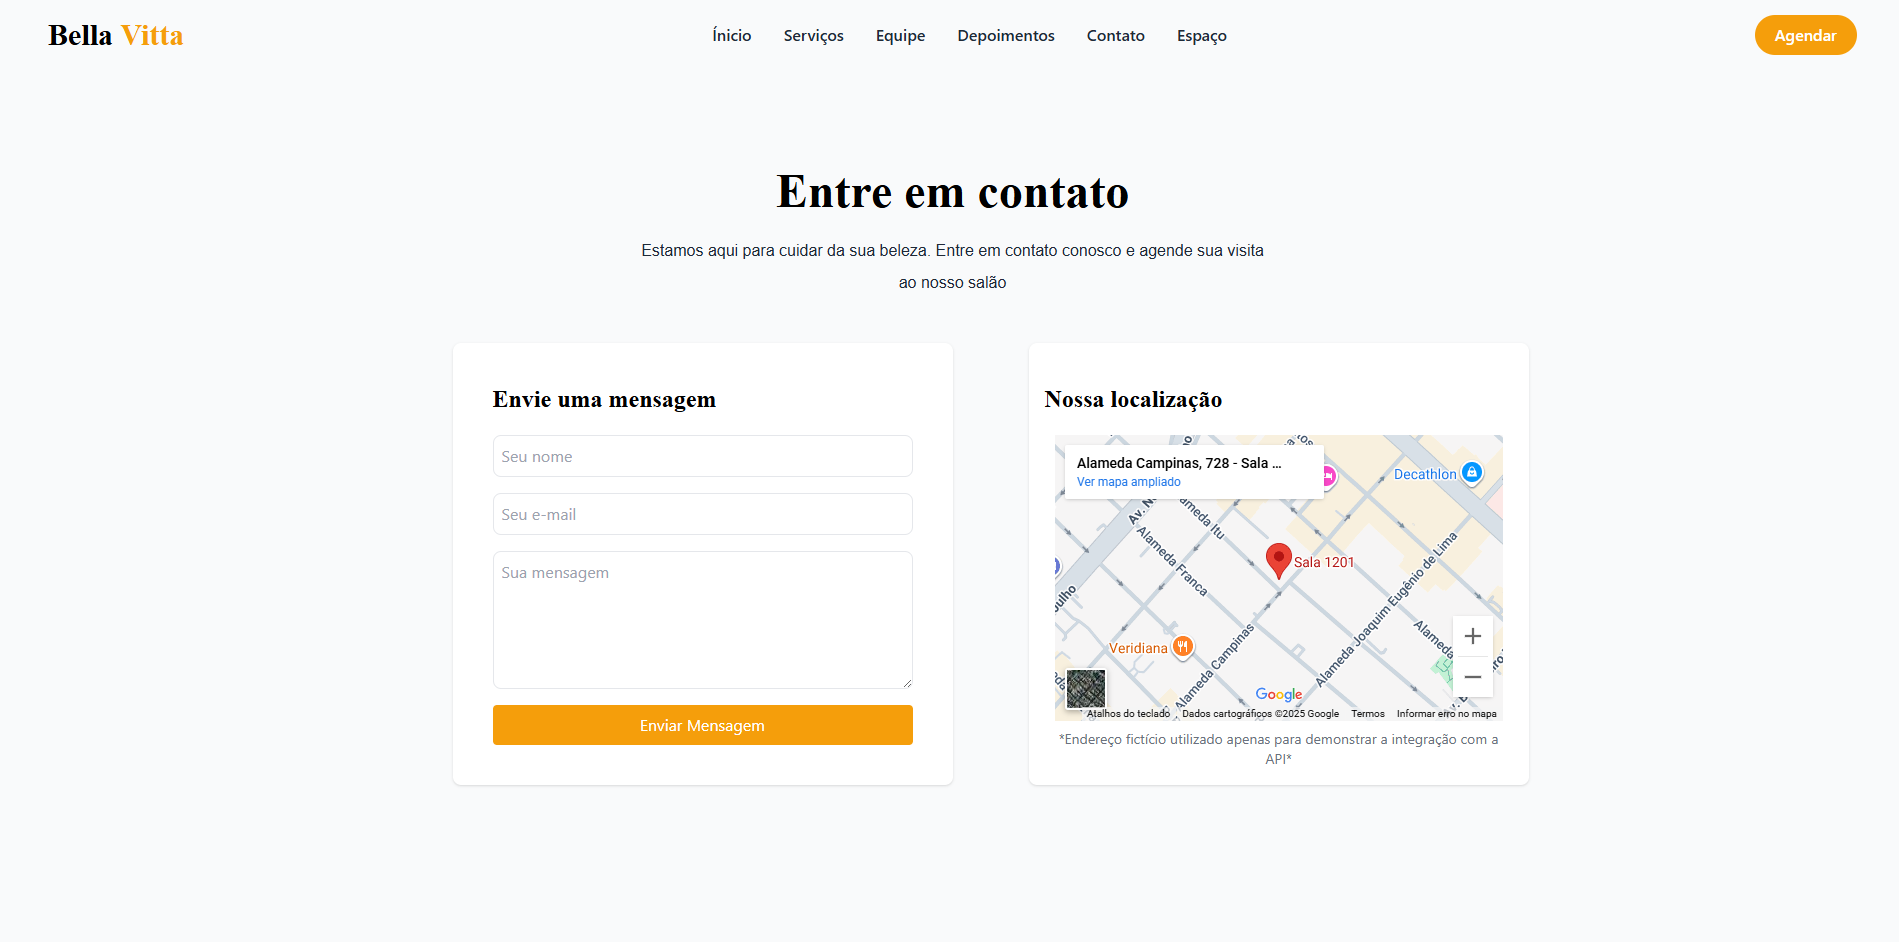 Bella Vitta
Ínicio
Serviços
Equipe
Depoimentos
Contato
Espaço
Agendar
Entre em contato
Estamos aqui para cuidar da sua beleza. Entre em contato conosco e agende sua visita
ao nosso salão
Envie uma mensagem
Seu nome
Seu e-mail
Sua mensagem
Enviar Mensagem
Nossa localização
Alameda Campinas, 728 - Sala ...
Ver mapa ampliado
Decathlon
Alameda Itu
Alameda Franca
Sala 1201
Alameda Joaquim Eugênio de Lima
Veridiana
Alameda Campinas
Alameda
Google
Atalhos do teclado
Dados cartográficos ©2025 Google
Termos
Informar erro no mapa
*Endereço fictício utilizado apenas para demonstrar a integração com a
API*